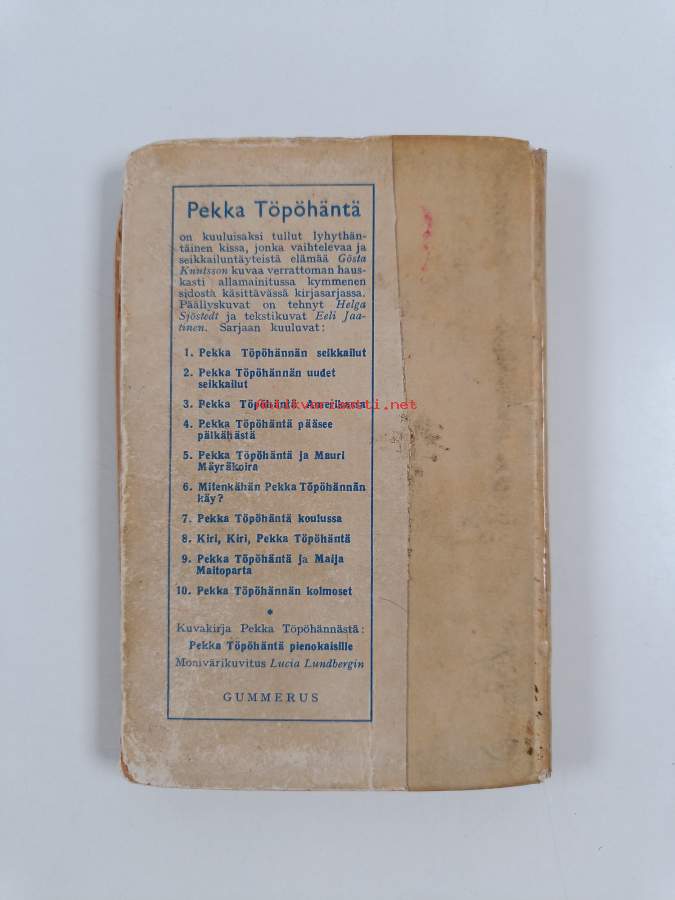 Pekka Töpöhäntä
on kuuluisaksi tullut lyhythän-
täinen kissa, jonka vaihtelevaa ja
seikkailuntäyteistä elämää Gösta
Knutsson kuvaa verrattoman haus-
kasti allamainitussa kymmenen
sidosta käsittävässä kirjasarjassa.
Päällyskuvat on tehnyt Helga
Sjöstedt ja tekstikuvat Eeli Jaa-
tinen. Sarjaan kuuluvat:
1. Pekka Töpöhännän seikkailut
2. Pekka Töpöhännän uudet
seikkailut
3. Pekka Töpöhäntä Amerikassa
antikvariaatti.net
4. Pekka Töpöhäntä pääsee
pälkähästä
5. Pekka Töpöhäntä ja Mauri
Mäyräkoira
6. Mitenkähän Pekka Töpöhännän
käy?
7. Pekka Töpöhäntä koulussa
8. Kiri, Kiri, Pekka Töpöhäntä
9. Pekka Töpöhäntä ja Maija
Maitoparta
10. Pekka Töpöhännän kolmoset
Kuvakirja Pekka Töpöhännästä:
Pekka Töpöhäntä pienokaisille
Monivärikuvitus Lucia Lundbergin
GUMMERUS